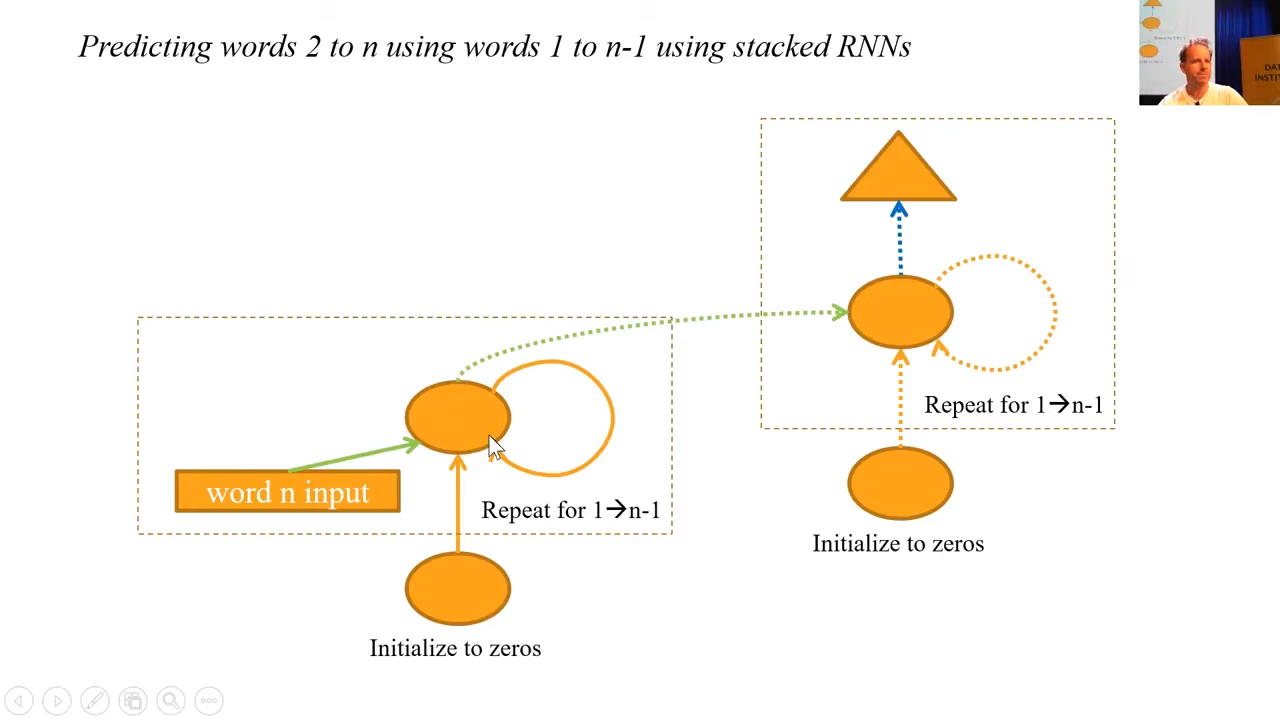 Predicting words 2 to n using words 1 to n-1 using stacked RNNs
Repeat for 1→n-1
word n input
Repeat for 1→n-1
Initialize to zeros
Initialize to zeros